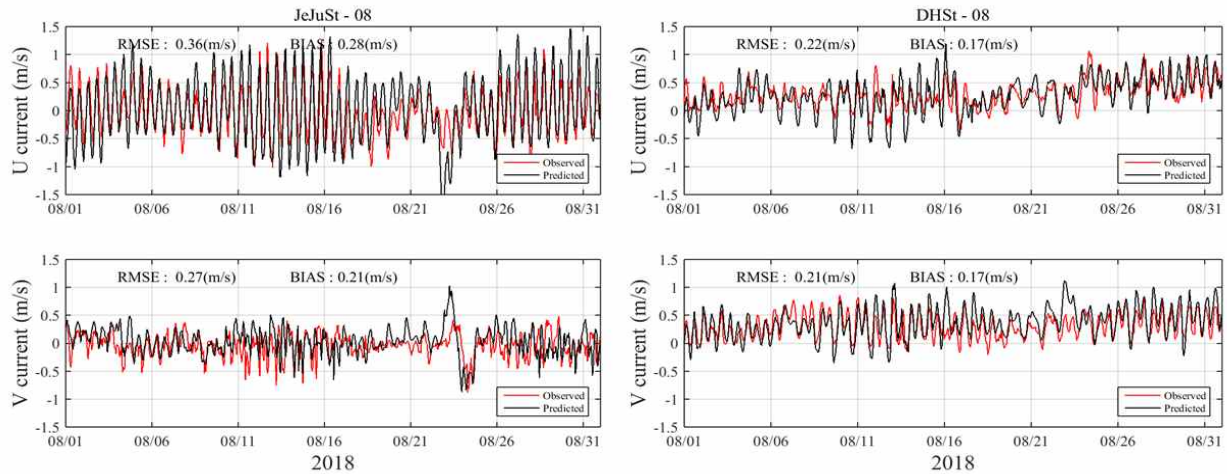 JeJuSt - 08
RMSE : 0.36(m/s) BIAS : 0.28(m/s)
U current (m/s)
1.5
1
0.5
0
-0.5
-1
-1.5
Observed
Predicted
08/01 08/06 08/11 08/16 08/21 08/26 08/31
DHSt - 08
RMSE : 0.22(m/s) BIAS : 0.17(m/s)
U current (m/s)
1.5
1
0.5
0
-0.5
-1
-1.5
Observed
Predicted
08/01 08/06 08/11 08/16 08/21 08/26 08/31
RMSE : 0.27(m/s) BIAS : 0.21(m/s)
V current (m/s)
1.5
1
0.5
0
-0.5
-1
-1.5
Observed
Predicted
08/01 08/06 08/11 08/16 08/21 08/26 08/31
2018
RMSE : 0.21(m/s) BIAS : 0.17(m/s)
V current (m/s)
1.5
1
0.5
0
-0.5
-1
-1.5
Observed
Predicted
08/01 08/06 08/11 08/16 08/21 08/26 08/31
2018